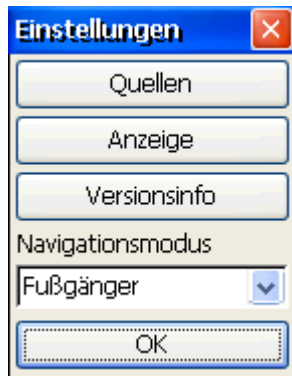 Einstellungen
Quellen
Anzeige
Versionsinfo
Navigationsmodus
Fußgänger
OK